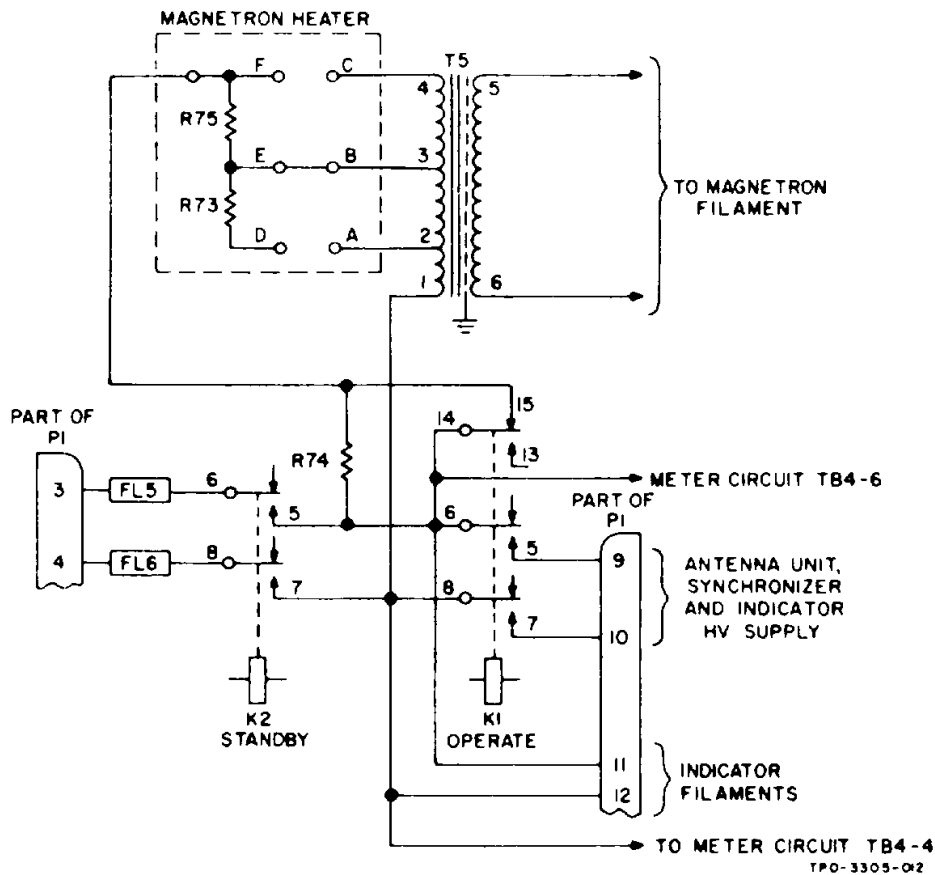 MAGNETRON HEATER
T5
F
C
4
5
R75
E
B
3
R73
D
A
2
1
6
TO MAGNETRON
FILAMENT
15
14
13
PART OF
P1
R74
METER CIRCUIT TB4-6
3
FL5
6
5
6
5
PART OF
P1
9
4
FL6
8
7
8
7
10
ANTENNA UNIT,
SYNCHRONIZER
AND INDICATOR
HV SUPPLY
K2
STANDBY
K1
OPERATE
11
12
INDICATOR
FILAMENTS
TO METER CIRCUIT TB4-4
TPO-3305-012